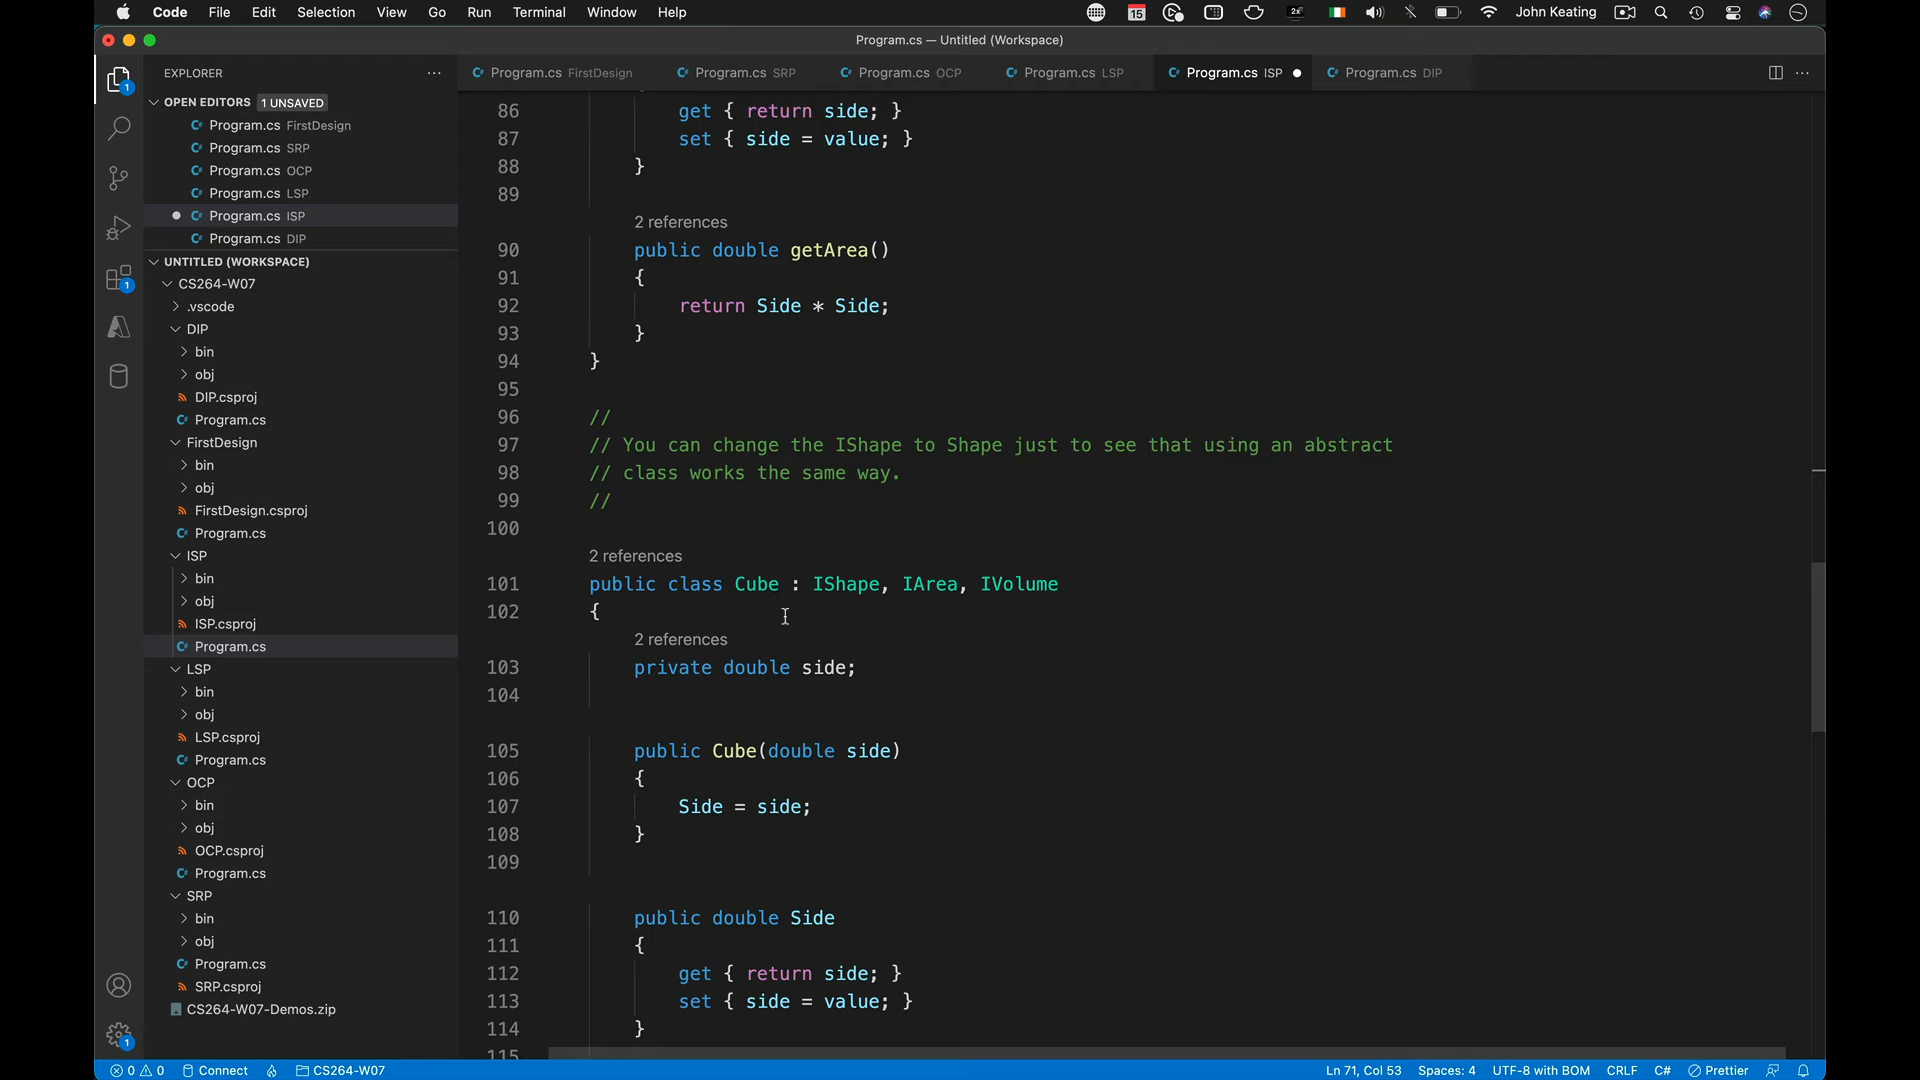 Code File Edit Selection View Go Run Terminal Window Help 15 2x John Keating
Program.cs — Untitled (Workspace)
EXPLORER
OPEN EDITORS 1 UNSAVED
Program.cs FirstDesign
Program.cs SRP
Program.cs OCP
Program.cs LSP
Program.cs ISP
Program.cs DIP
UNTITLED (WORKSPACE)
CS264-W07
.vscode
DIP
bin
obj
DIP.csproj
Program.cs
FirstDesign
bin
obj
FirstDesign.csproj
Program.cs
ISP
bin
obj
ISP.csproj
Program.cs
LSP
bin
obj
LSP.csproj
Program.cs
OCP
bin
obj
OCP.csproj
Program.cs
SRP
bin
obj
Program.cs
SRP.csproj
CS264-W07-Demos.zip
1
1
1
Program.cs FirstDesign Program.cs SRP Program.cs OCP Program.cs LSP Program.cs ISP Program.cs DIP
86 get { return side; }
87 set { side = value; }
88 }
89
2 references
90 public double getArea()
91 {
92 return Side * Side;
93 }
94 }
95
96 //
97 // You can change the IShape to Shape just to see that using an abstract
98 // class works the same way.
99 //
100
2 references
101 public class Cube : IShape, IArea, IVolume
102 {
2 references
103 private double side;
104
105 public Cube(double side)
106 {
107 Side = side;
108 }
109
110 public double Side
111 {
112 get { return side; }
113 set { side = value; }
114 }
115
0 0 Connect CS264-W07 Ln 71, Col 53 Spaces: 4 UTF-8 with BOM CRLF C# Prettier